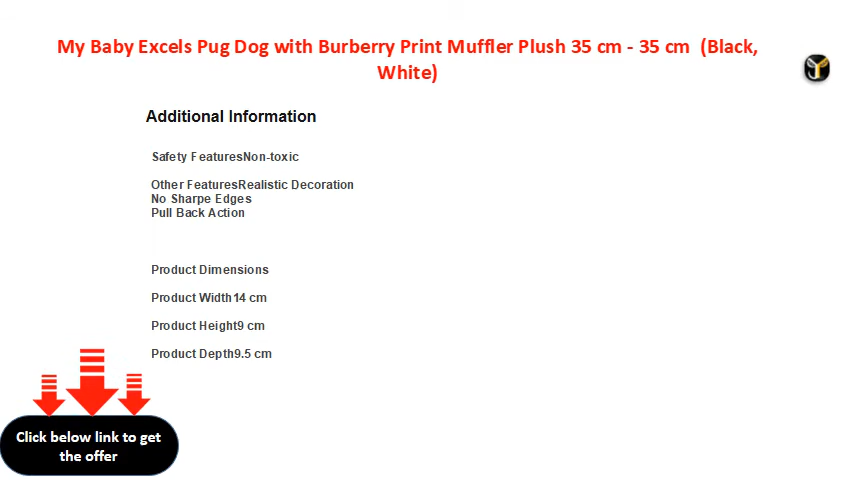 My Baby Excels Pug Dog with Burberry Print Muffler Plush 35 cm - 35 cm  (Black,
White)
Additional Information
Safety FeaturesNon-toxic
Other FeaturesRealistic Decoration
No Sharpe Edges
Pull Back Action
Product Dimensions
Product Width14 cm
Product Height9 cm
Product Depth9.5 cm
Click below link to get
the offer